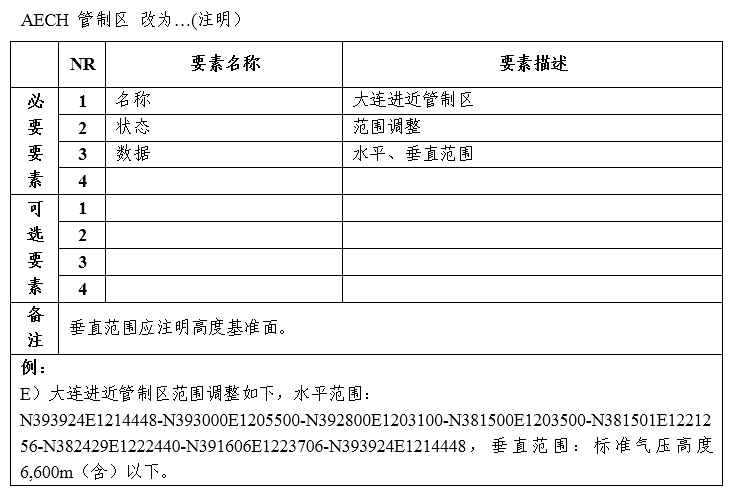 AECH 管制区 改为…(注明）
NR 要素名称 要素描述
必要要素
1 名称 大连进近管制区
2 状态 范围调整
3 数据 水平、垂直范围
4
可选要素
1
2
3
4
备注 垂直范围应注明高度基准面。
例：
E）大连进近管制区范围调整如下，水平范围：
N393924E1214448-N393000E1205500-N392800E1203100-N381500E1203500-N381501E12212
56-N382429E1222440-N391606E1223706-N393924E1214448，垂直范围：标准气压高度
6,600m（含）以下。